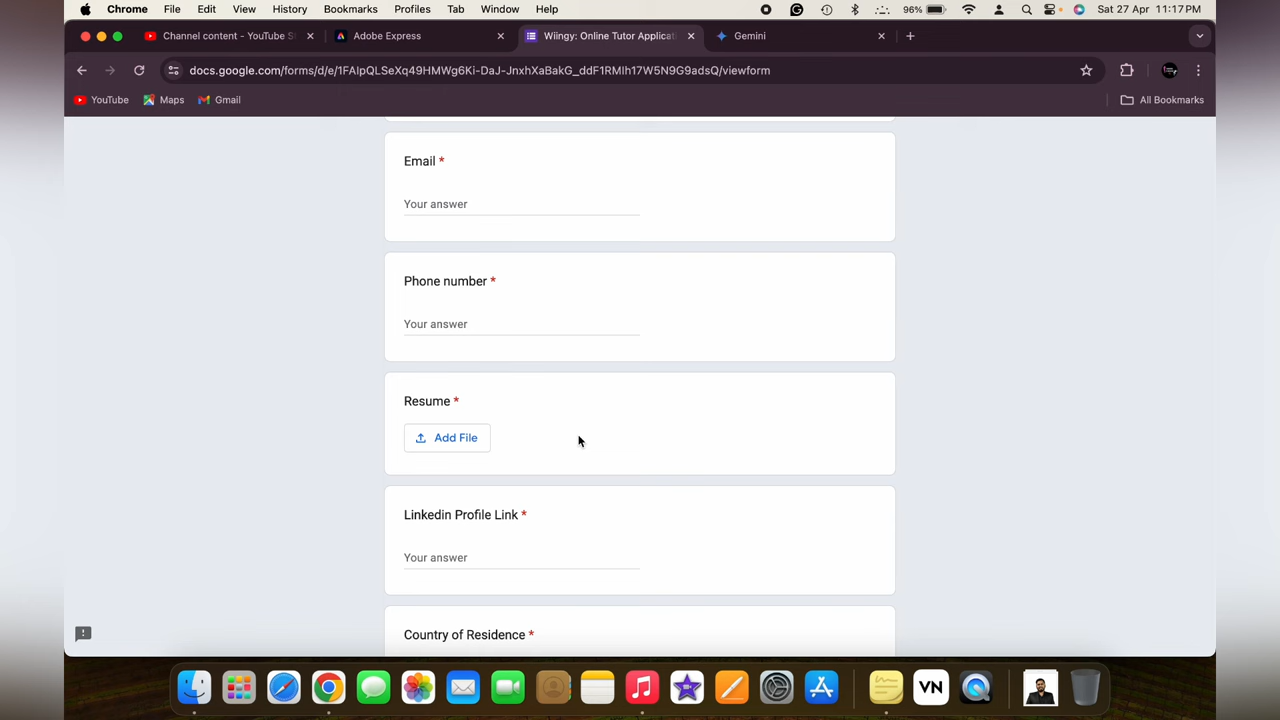 Chrome File Edit View History Bookmarks Profiles Tab Window Help 96% Sat 27 Apr 11:17 PM
Channel content - YouTube S Adobe Express Wiingy: Online Tutor Applicati Gemini
docs.google.com/forms/d/e/1FAIpQLSeXq49HMWg6Ki-DaJ-JnxhXaBakG_ddF1RMIh17W5N9G9adsQ/viewform
YouTube Maps Gmail All Bookmarks
Email *
Your answer
Phone number *
Your answer
Resume *
Add File
Linkedin Profile Link *
Your answer
Country of Residence *
VN